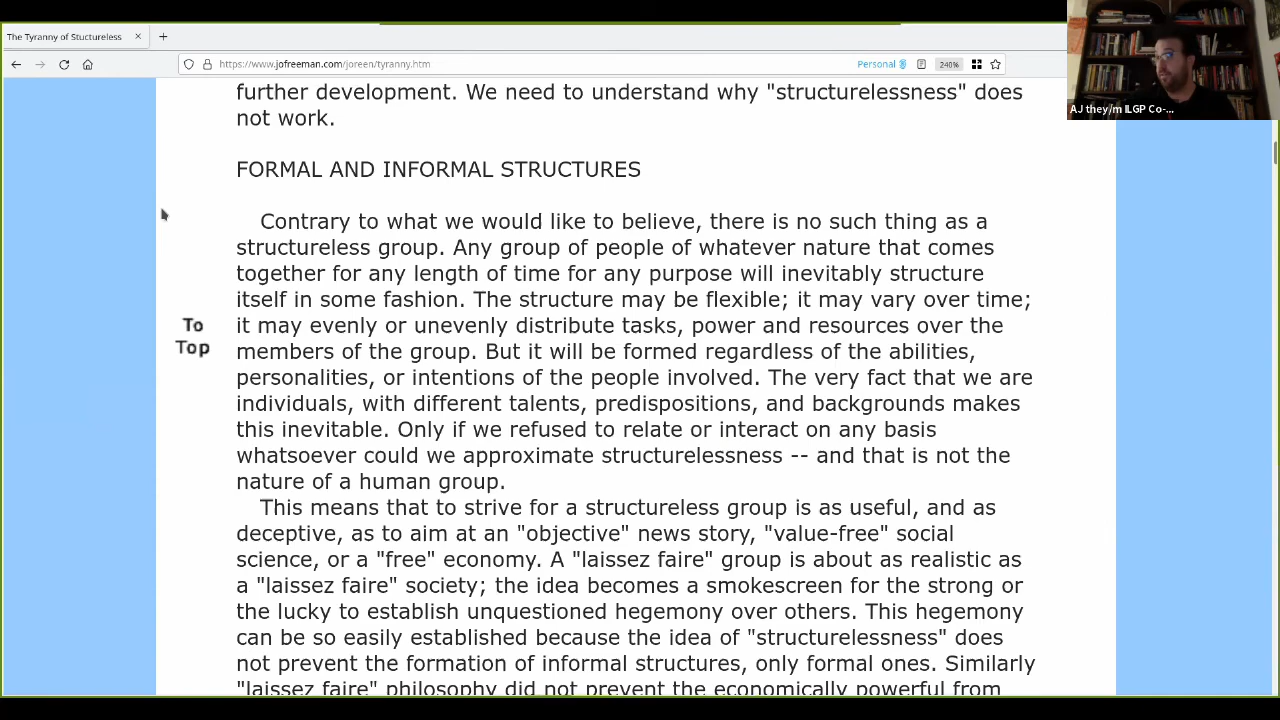 The Tyranny of Stuctureless
https://www.jofreeman.com/joreen/tyranny.htm
Personal
240%
AJ they/m ILGP Co-...
further development. We need to understand why "structurelessness" does
not work.
FORMAL AND INFORMAL STRUCTURES
Contrary to what we would like to believe, there is no such thing as a
structureless group. Any group of people of whatever nature that comes
together for any length of time for any purpose will inevitably structure
itself in some fashion. The structure may be flexible; it may vary over time;
it may evenly or unevenly distribute tasks, power and resources over the
members of the group. But it will be formed regardless of the abilities,
personalities, or intentions of the people involved. The very fact that we are
individuals, with different talents, predispositions, and backgrounds makes
this inevitable. Only if we refused to relate or interact on any basis
whatsoever could we approximate structurelessness -- and that is not the
nature of a human group.
This means that to strive for a structureless group is as useful, and as
deceptive, as to aim at an "objective" news story, "value-free" social
science, or a "free" economy. A "laissez faire" group is about as realistic as
a "laissez faire" society; the idea becomes a smokescreen for the strong or
the lucky to establish unquestioned hegemony over others. This hegemony
can be so easily established because the idea of "structurelessness" does
not prevent the formation of informal structures, only formal ones. Similarly
"laissez faire" philosophy did not prevent the economically powerful from
To
Top